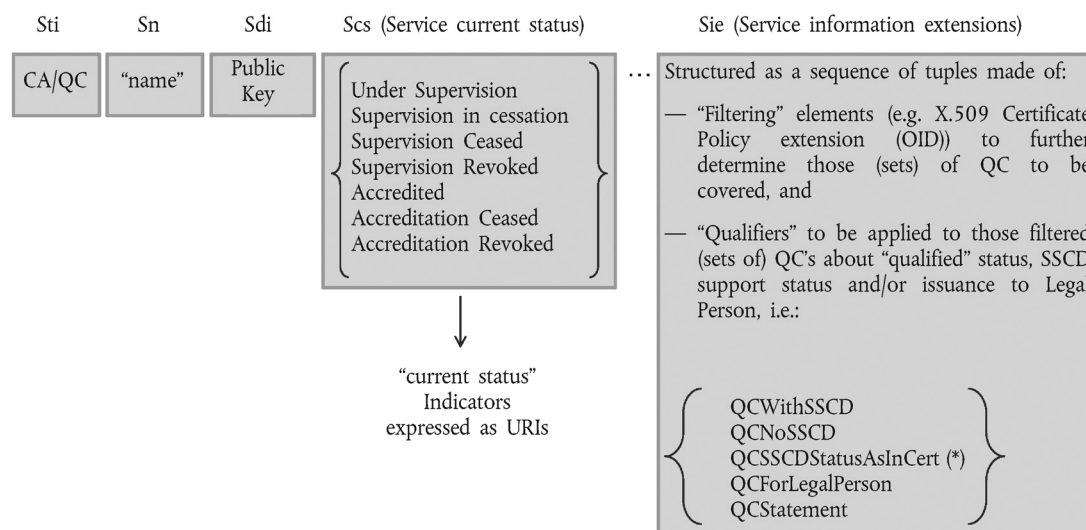 Sti
Sn
Sdi
Scs (Service current status)
Sie (Service information extensions)
CA/QC
“name”
Public
Key
Under Supervision
Supervision in cessation
Supervision Ceased
Supervision Revoked
Accredited
Accreditation Ceased
Accreditation Revoked
...
Structured as a sequence of tuples made of:
— “Filtering” elements (e.g. X.509 Certificate
Policy extension (OID)) to further
determine those (sets) of QC to be
covered, and
— “Qualifiers” to be applied to those filtered
(sets of) QC's about “qualified” status, SSCD
support status and/or issuance to Legal
Person, i.e.:
“current status”
Indicators
expressed as URIs
QCWithSSCD
QCNoSSCD
QCSSCDStatusAsInCert (*)
QCForLegalPerson
QCStatement